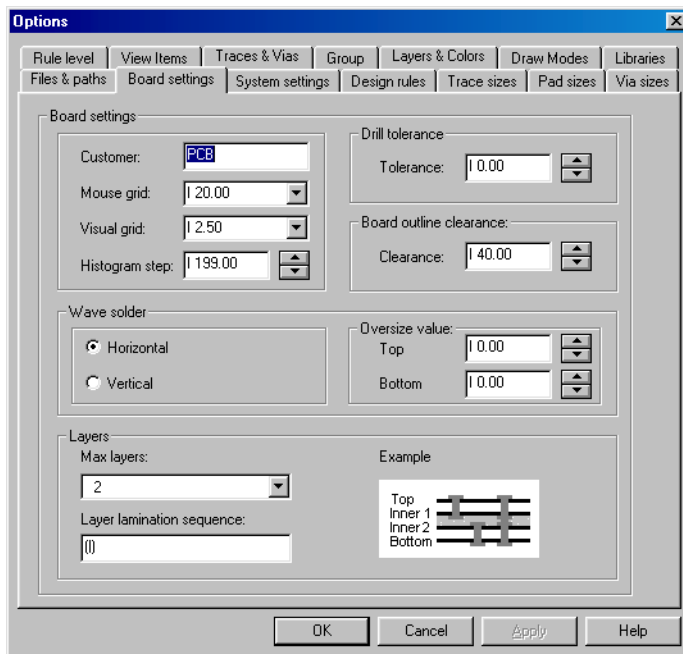 Options
Rule level
View Items
Traces & Vias
Group
Layers & Colors
Draw Modes
Libraries
Files & paths
Board settings
System settings
Design rules
Trace sizes
Pad sizes
Via sizes
Board settings
Customer: PCB
Mouse grid: I 20.00
Visual grid: I 2.50
Histogram step: I 199.00
Drill tolerance
Tolerance: I 0.00
Board outline clearance:
Clearance: I 40.00
Wave solder
Horizontal
Vertical
Oversize value:
Top I 0.00
Bottom I 0.00
Layers
Max layers:
2
Layer lamination sequence:
(I)
Example
Top
Inner 1
Inner 2
Bottom
OK
Cancel
Apply
Help